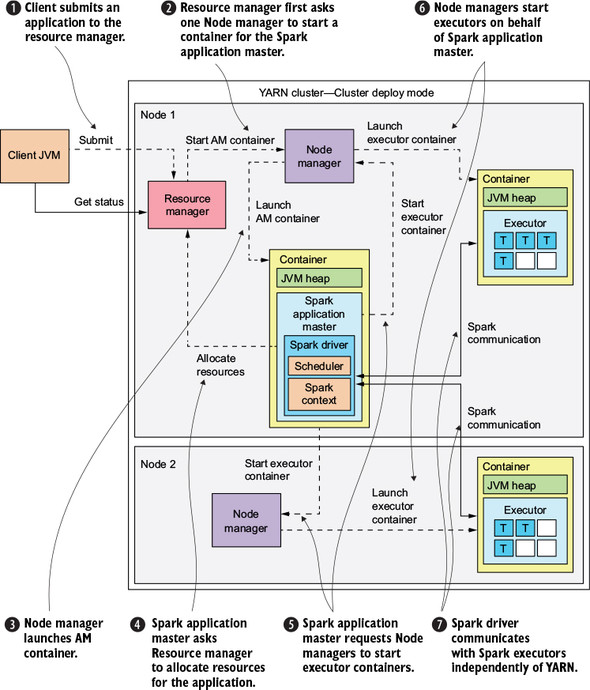 1 Client submits an
application to the
resource manager.
2 Resource manager first asks
one Node manager to start a
container for the Spark
application master.
6 Node managers start
executors on behalf
of Spark application
master.
YARN cluster—Cluster deploy mode
Node 1
Client JVM
Submit
Get status
Resource
manager
Start AM container
Node
manager
Launch
executor container
Launch
AM container
Start
executor
container
Container
JVM heap
Executor
T T T
T
Container
JVM heap
Spark
application
master
Spark driver
Scheduler
Spark
context
Allocate
resources
Spark
communication
Spark
communication
Node 2
Start executor
container
Node
manager
Launch
executor
container
Container
JVM heap
Executor
T T
T
3 Node manager
launches AM
container.
4 Spark application
master asks
Resource manager
to allocate resources
for the application.
5 Spark application
master requests Node
managers to start
executor containers.
7 Spark driver
communicates
with Spark executors
independently of YARN.